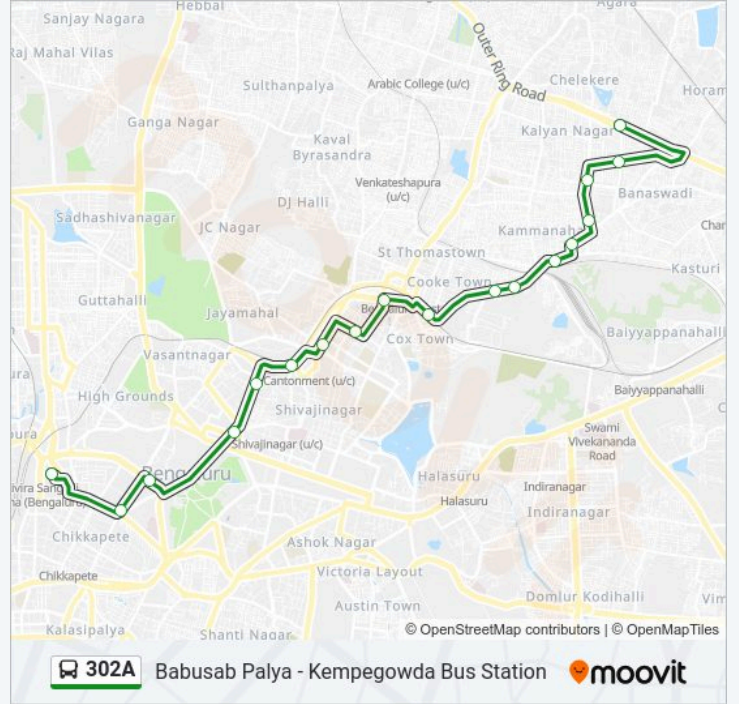 Hebbal
Agara
Sanjay Nagara
Raj Mahal Vilas
Outer Ring Road
Sulthanpalya
Arabic College (u/c)
Chelekere
Horam
Ganga Nagar
Kalyan Nagar
Kaval
Byrasandra
Venkateshapura
(u/c)
Banaswadi
DJ Halli
Sadhashivanagar
JC Nagar
Kammanaha
Char
St Thomastown
Kasturi
Cooke Town
Guttahalli
Jayamahal
Cox Town
Baiyyappanahalli
Vasantnagar
Cantonment (u/c)
Baiyyappanahalli
High Grounds
Shivajinagar
Swami
Vivekananda
Road
Shivajinagar (u/c)
Bengaluru
Halasuru
Indiranagar
Halasuru
Indiranagar
Chikkapete
Ashok Nagar
Chikkapete
Victoria Layout
Austin Town
Domlur Kodihalli
Vim
Kalasipalya
Shanti Nagar
© OpenStreetMap contributors | © OpenMapTiles
302A Babusab Palya - Kempegowda Bus Station moovit